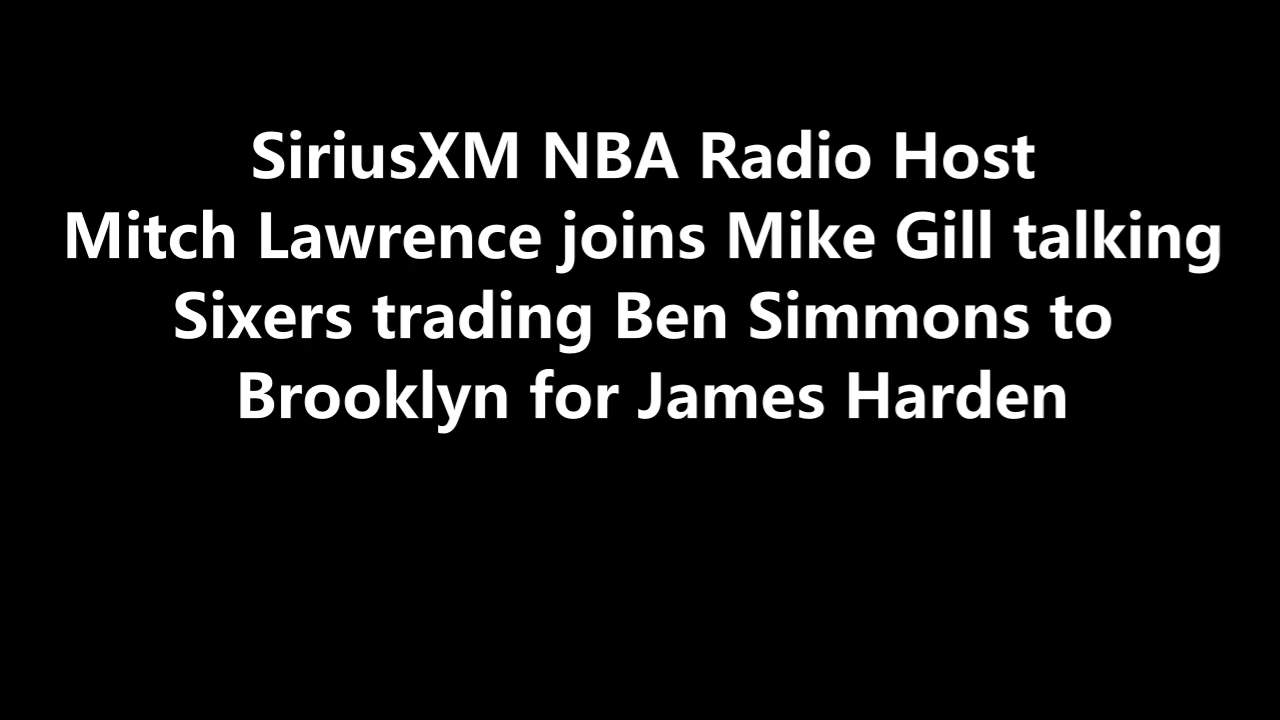 SiriusXM NBA Radio Host
Mitch Lawrence joins Mike Gill talking
Sixers trading Ben Simmons to
Brooklyn for James Harden